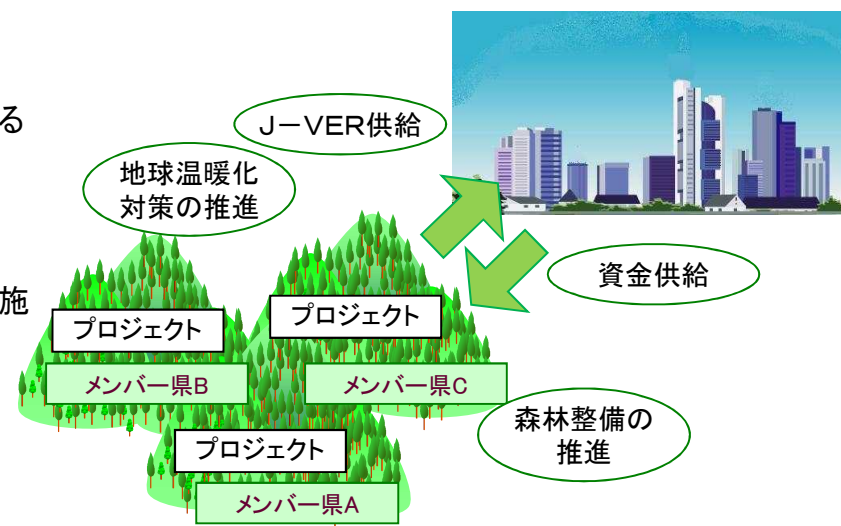 る
J－VER供給
地球温暖化
対策の推進
資金供給
施
プロジェクト
プロジェクト
メンバー県B
メンバー県C
森林整備の
推進
プロジェクト
メンバー県A